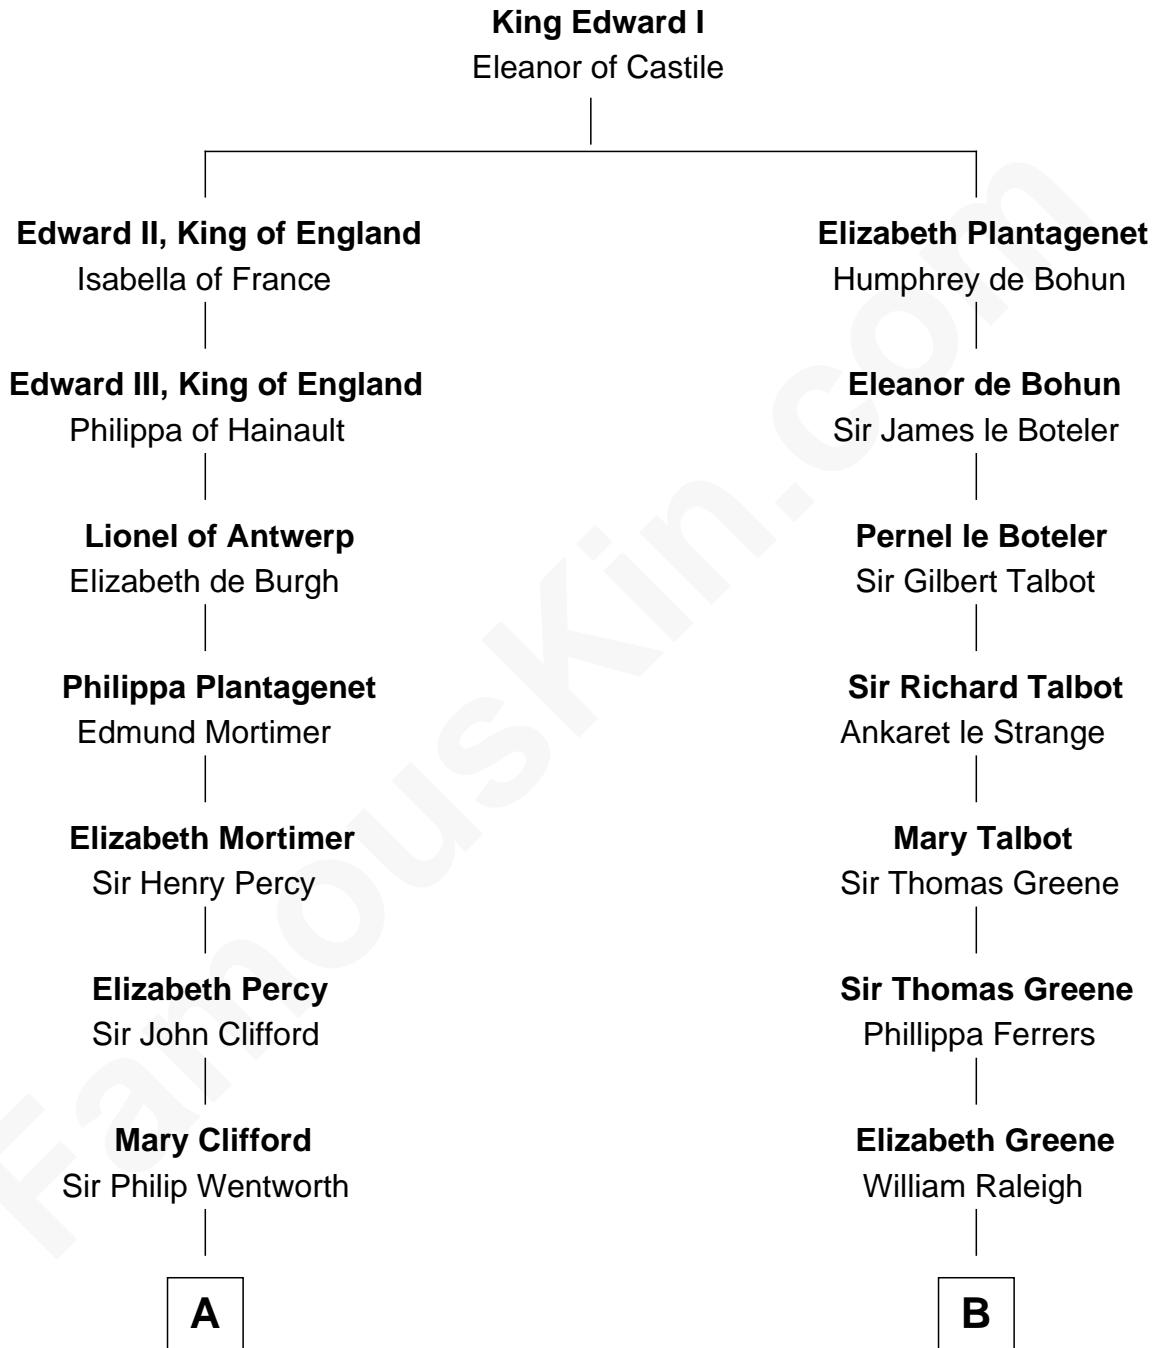 King Edward I
Eleanor of Castile
Edward II, King of England
Isabella of France
Elizabeth Plantagenet
Humphrey de Bohun
Edward III, King of England
Philippa of Hainault
Eleanor de Bohun
Sir James le Boteler
Lionel of Antwerp
Elizabeth de Burgh
Pernel le Boteler
Sir Gilbert Talbot
Philippa Plantagenet
Edmund Mortimer
Sir Richard Talbot
Ankaret le Strange
Elizabeth Mortimer
Sir Henry Percy
Mary Talbot
Sir Thomas Greene
Elizabeth Percy
Sir John Clifford
Sir Thomas Greene
Phillippa Ferrers
Mary Clifford
Sir Philip Wentworth
Elizabeth Greene
William Raleigh
A
B
FamousKin.com